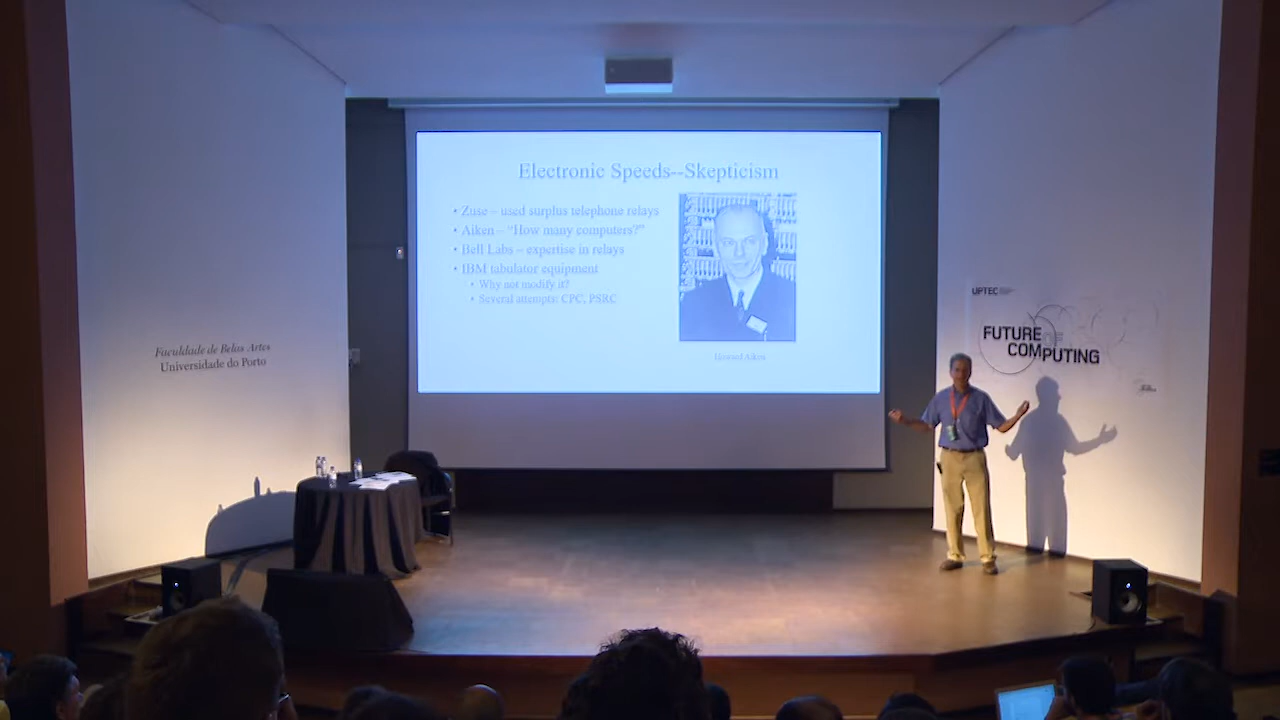 Electronic Speeds--Skepticism
• Zuse – used surplus telephone relays
• Aiken – "How many computers?"
• Bell Labs – expertise in relays
• IBM tabulator equipment
• Why not modify it?
• Several attempts: CPC, PSRC
Howard Aiken
Faculdade de Belas Artes
Universidade do Porto
UPTEC
FUTURE
OF
COMPUTING